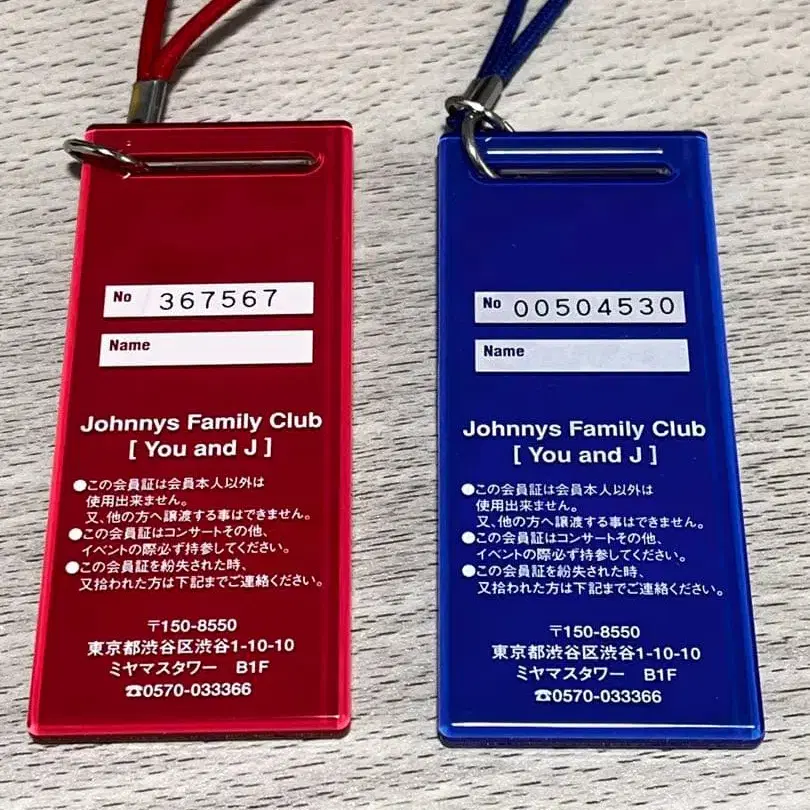 No 367567
Name
Johnnys Family Club
[ You and J ]
●この会員証は会員本人以外は
使用出来ません。
又、他の方へ譲渡する事はできません。
●この会員証はコンサートその他、
イベントの際必ず持参してください。
●この会員証を紛失された時、
又拾われた方は下記までご連絡ください。
〒150-8550
東京都渋谷区渋谷1-10-10
ミヤマスタワー B1F
☎0570-033366
No 00504530
Name
Johnnys Family Club
[ You and J ]
●この会員証は会員本人以外は
使用出来ません。
又、他の方へ譲渡する事はできません。
●この会員証はコンサートその他、
イベントの際必ず持参してください。
●この会員証を紛失された時、
又拾われた方は下記までご連絡ください。
〒150-8550
東京都渋谷区渋谷1-10-10
ミヤマスタワー B1F
☎0570-033366